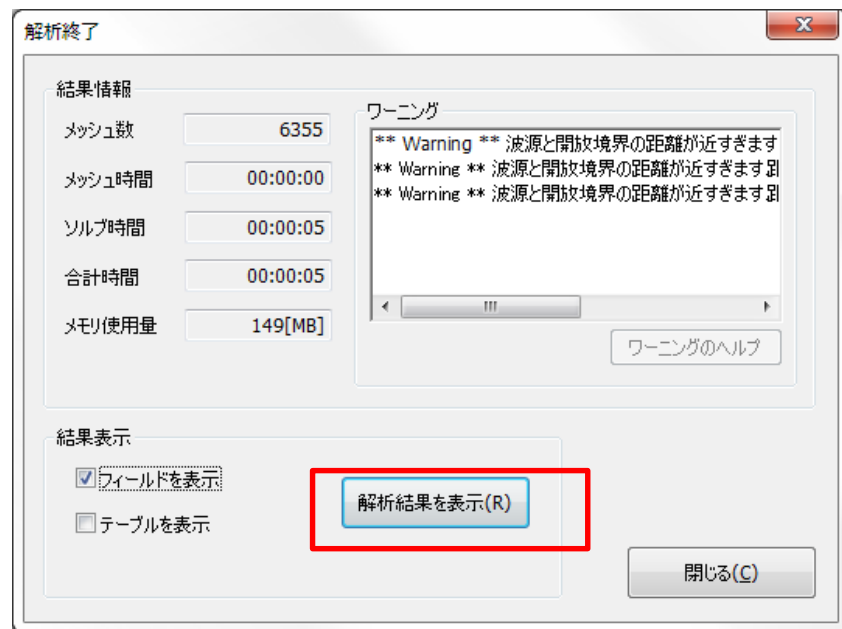 解析終了
結果情報
メッシュ数 6355
メッシュ時間 00:00:00
ソルブ時間 00:00:05
合計時間 00:00:05
メモリ使用量 149[MB]
ワーニング
** Warning ** 波源と開放境界の距離が近すぎます
** Warning ** 波源と開放境界の距離が近すぎます
** Warning ** 波源と開放境界の距離が近すぎます
ワーニングのヘルプ
結果表示
フィールドを表示
テーブルを表示
解析結果を表示(R)
閉じる(C)